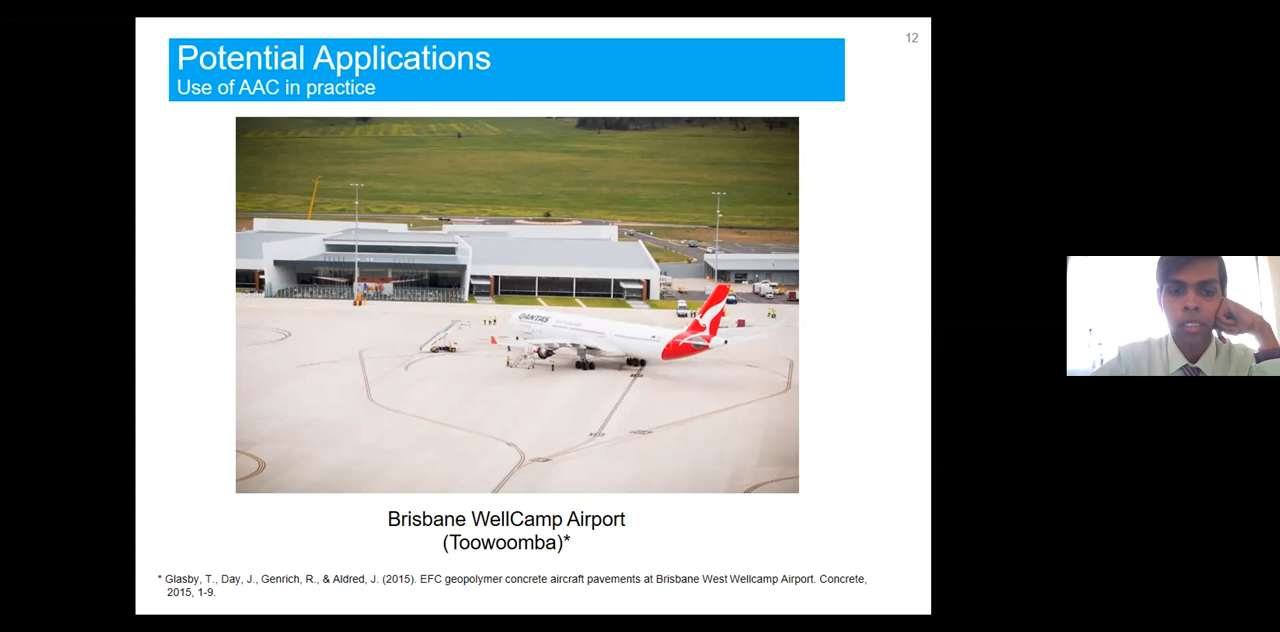 12
Potential Applications
Use of AAC in practice
QANTAS
Brisbane WellCamp Airport
(Toowoomba)*
* Glasby, T., Day, J., Genrich, R., & Aldred, J. (2015). EFC geopolymer concrete aircraft pavements at Brisbane West Wellcamp Airport. Concrete,
2015, 1-9.